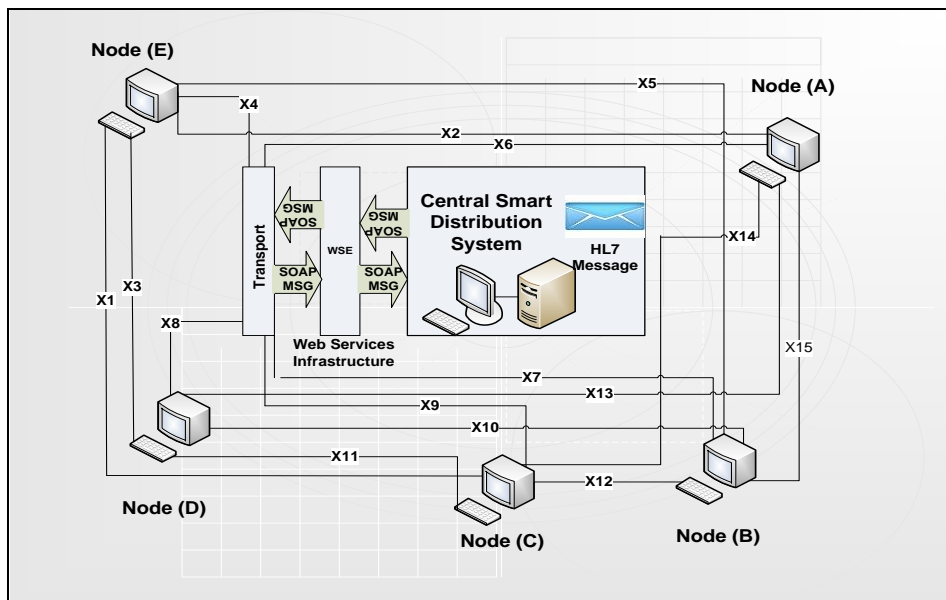 Node (E)
X5
Node (A)
X4
X2
X6
Central Smart
Distribution
System
SOAP
MSG
SOAP
MSG
WSE
HL7
Message
X14
Transport
SOAP
MSG
SOAP
MSG
X1
X3
X8
Web Services
Infrastructure
X15
X7
X13
X9
X10
X11
X12
Node (D)
Node (C)
Node (B)